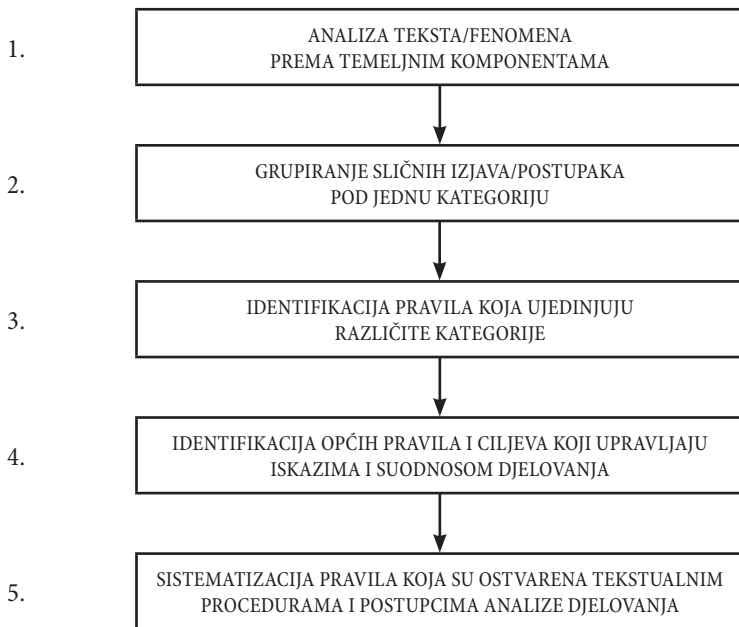 1.
ANALIZA TEKSTA/FENOMENA
PREMA TEMELJNIM KOMPONENTAMA
2.
GRUPIRANJE SLIČNIH IZJAVA/POSTUPAKA
POD JEDNU KATEGORIJU
3.
IDENTIFIKACIJA PRAVILA KOJA UJEDINJUJU
RAZLIČITE KATEGORIJE
4.
IDENTIFIKACIJA OPĆIH PRAVILA I CILJEVA KOJI UPRAVLJAJU
ISKAZIMA I SUODNOSOM DJELOVANJA
5.
SISTEMATIZACIJA PRAVILA KOJA SU OSTVARENA TEKSTUALNIM
PROCEDURAMA I POSTUPCIMA ANALIZE DJELOVANJA